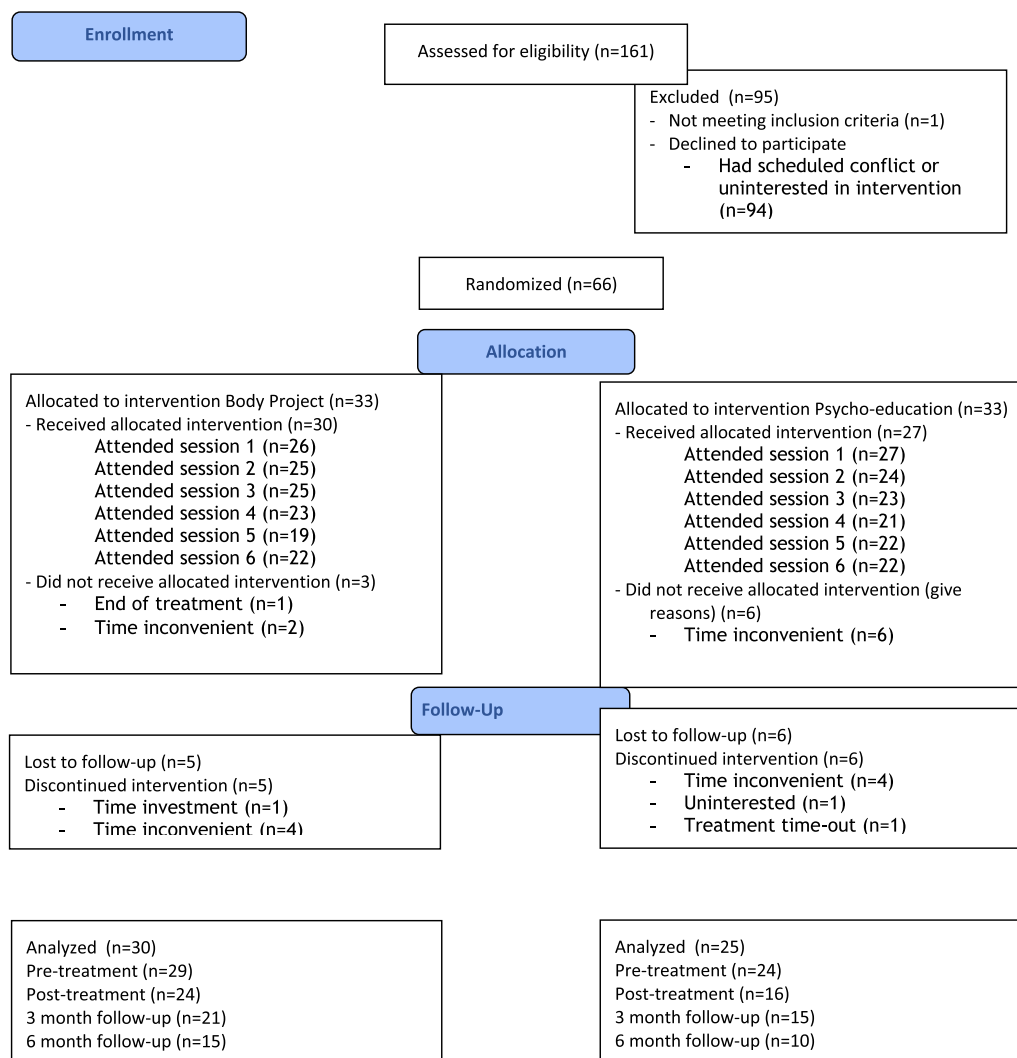 Enrollment
Assessed for eligibility (n=161)
Excluded (n=95)
- Not meeting inclusion criteria (n=1)
- Declined to participate
- Had scheduled conflict or
uninterested in intervention
(n=94)
Randomized (n=66)
Allocation
Allocated to intervention Body Project (n=33)
- Received allocated intervention (n=30)
Attended session 1 (n=26)
Attended session 2 (n=25)
Attended session 3 (n=25)
Attended session 4 (n=23)
Attended session 5 (n=19)
Attended session 6 (n=22)
- Did not receive allocated intervention (n=3)
- End of treatment (n=1)
- Time inconvenient (n=2)
Allocated to intervention Psycho-education (n=33)
- Received allocated intervention (n=27)
Attended session 1 (n=27)
Attended session 2 (n=24)
Attended session 3 (n=23)
Attended session 4 (n=21)
Attended session 5 (n=22)
Attended session 6 (n=22)
- Did not receive allocated intervention (give
reasons) (n=6)
- Time inconvenient (n=6)
Follow-Up
Lost to follow-up (n=5)
Discontinued intervention (n=5)
- Time investment (n=1)
- Time inconvenient (n=4)
Lost to follow-up (n=6)
Discontinued intervention (n=6)
- Time inconvenient (n=4)
- Uninterested (n=1)
- Treatment time-out (n=1)
Analyzed (n=30)
Pre-treatment (n=29)
Post-treatment (n=24)
3 month follow-up (n=21)
6 month follow-up (n=15)
Analyzed (n=25)
Pre-treatment (n=24)
Post-treatment (n=16)
3 month follow-up (n=15)
6 month follow-up (n=10)